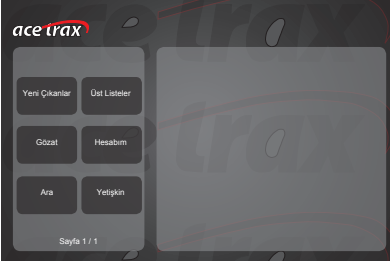 ace trax
Yeni Çıkanlar
Üst Listeler
Gözat
Hesabım
Ara
Yetişkin
Sayfa 1 / 1